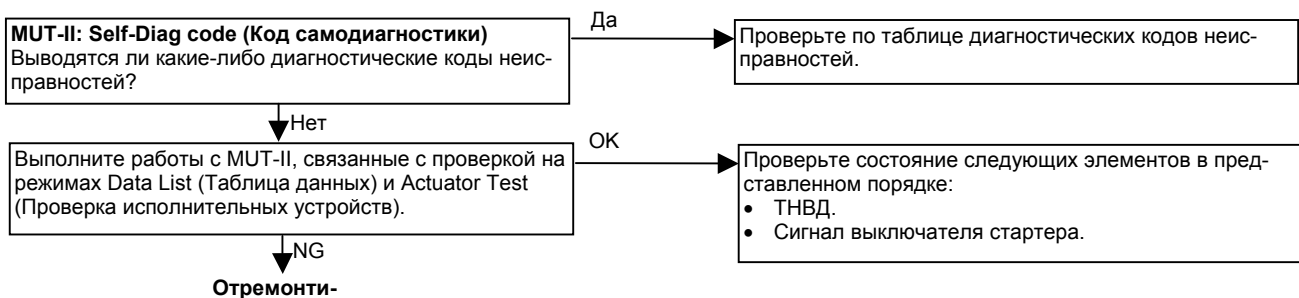 MUT-II: Self-Diag code (Код самодиагностики)
Выводятся ли какие-либо диагностические коды неис-
правностей?
Да
Проверьте по таблице диагностических кодов неис-
правностей.
Нет
Выполните работы с MUT-II, связанные с проверкой на
режимах Data List (Таблица данных) и Actuator Test
(Проверка исполнительных устройств).
OK
Проверьте состояние следующих элементов в пред-
ставленном порядке:
• ТНВД.
• Сигнал выключателя стартера.
NG
Отремонти-